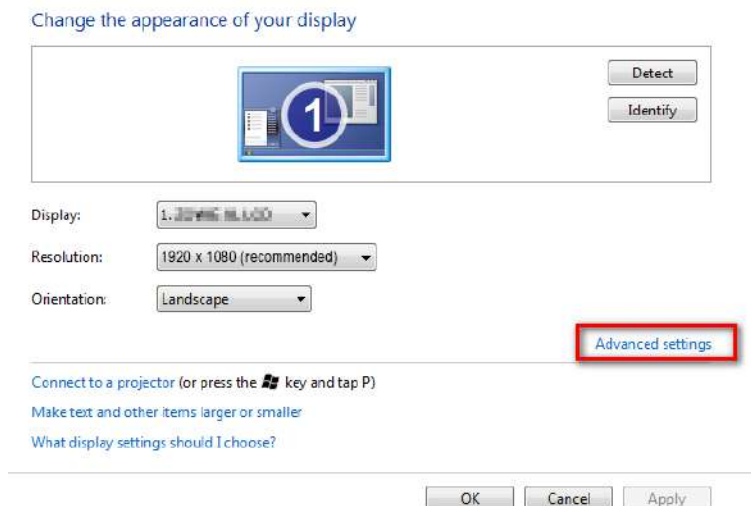 Change the appearance of your display
1
Detect
Identify
Display: 1.
Resolution: 1920 x 1080 (recommended)
Orientation: Landscape
Advanced settings
Connect to a projector (or press the key and tap P)
Make text and other items larger or smaller
What display settings should I choose?
OK Cancel Apply